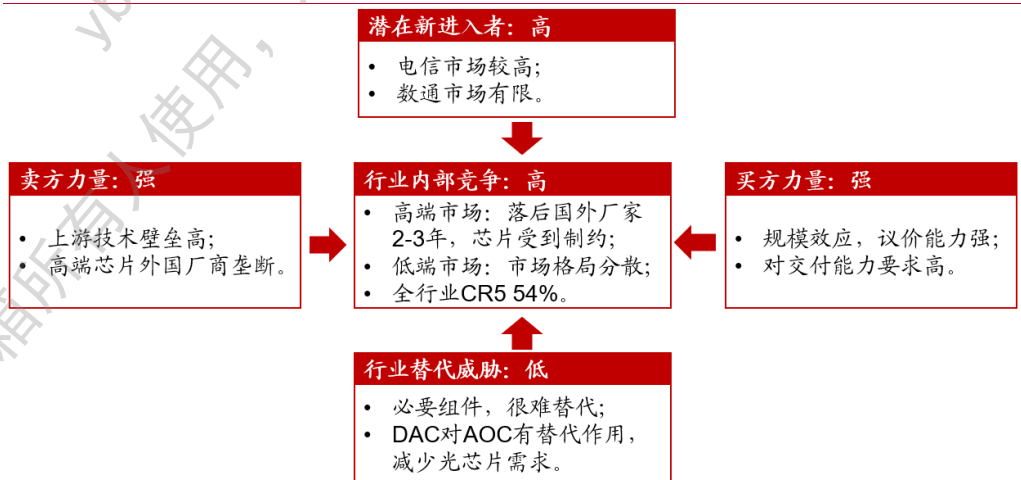 潜在新进入者：高
• 电信市场较高；
• 数通市场有限。
卖方力量：强
• 上游技术壁垒高；
• 高端芯片外国厂商垄断。
行业内部竞争：高
• 高端市场：落后国外厂家
2-3年，芯片受到制约；
• 低端市场：市场格局分散；
• 全行业CR5 54%。
买方力量：强
• 规模效应，议价能力强；
• 对交付能力要求高。
行业替代威胁：低
• 必要组件，很难替代；
• DAC对AOC有替代作用，
减少光芯片需求。
箱所有人使用，